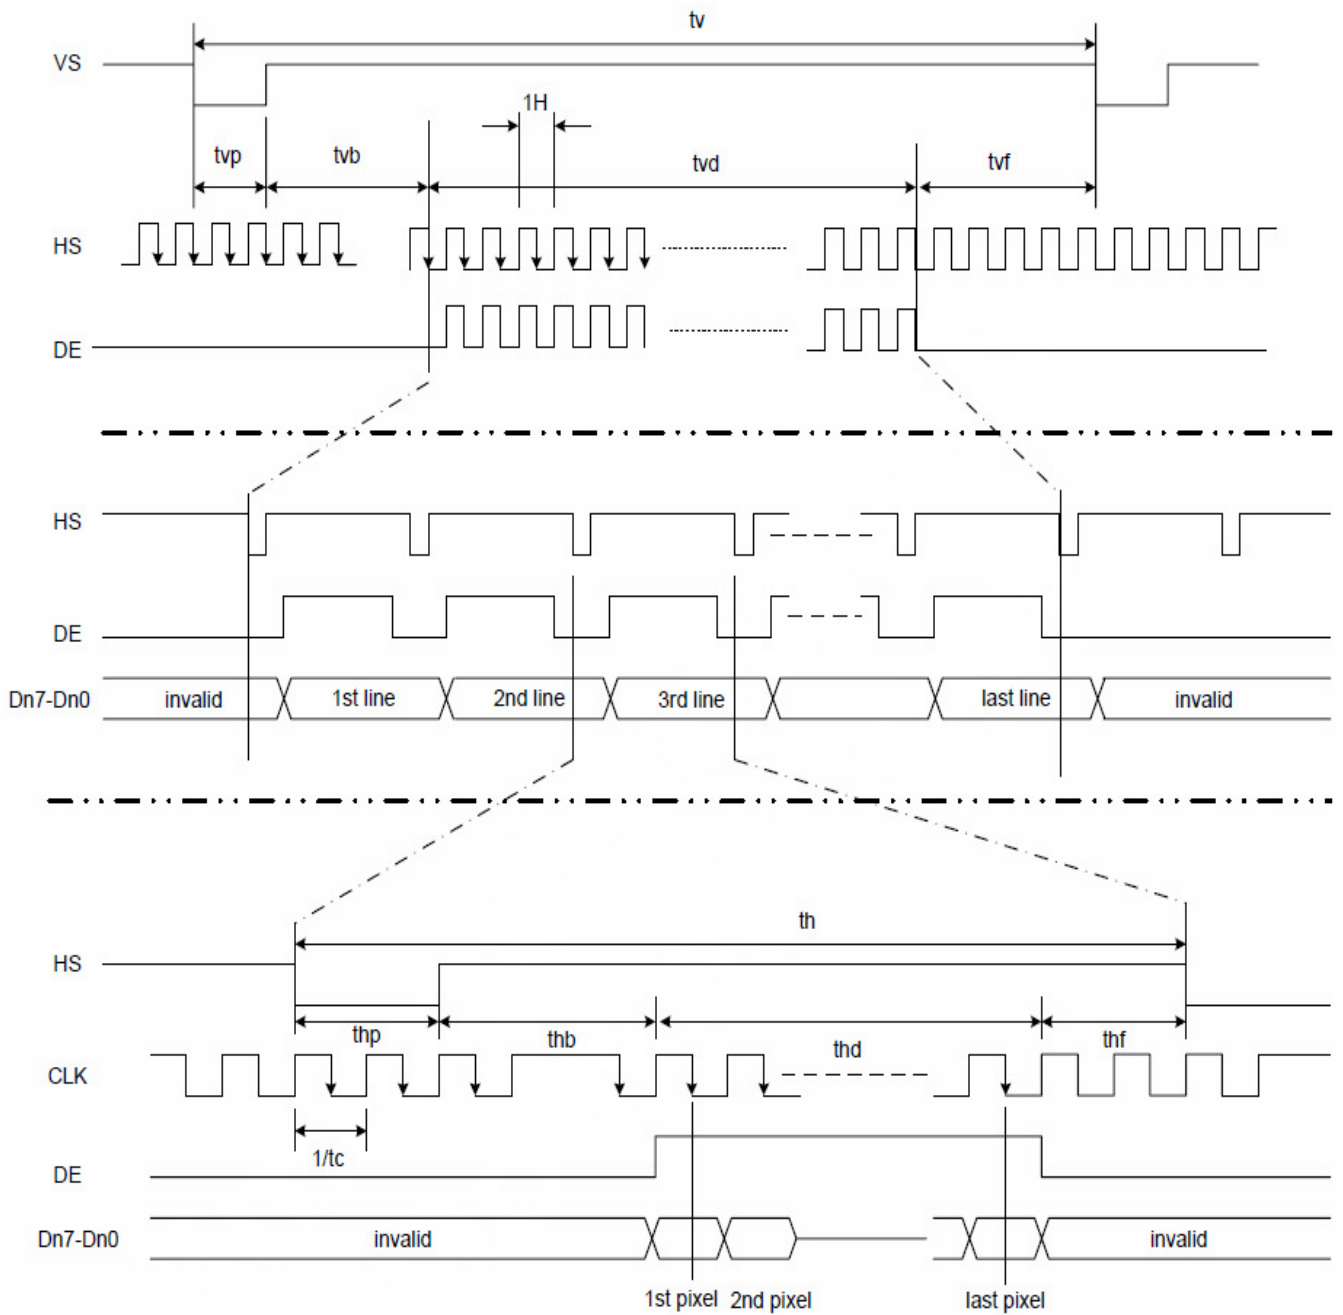 tv
VS
1H
tvp
tvb
tvd
tvf
HS
DE
HS
DE
Dn7-Dn0
invalid
1st line
2nd line
3rd line
last line
invalid
th
HS
thp
thb
thd
thf
CLK
1/tc
DE
Dn7-Dn0
invalid
invalid
1st pixel
2nd pixel
last pixel